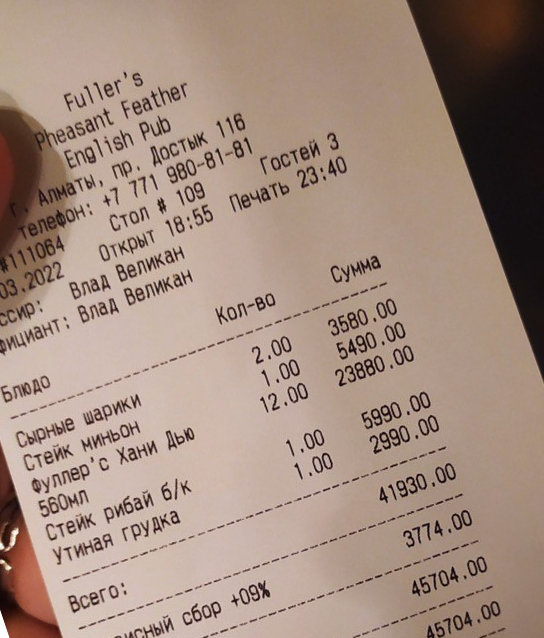 Fuller's
Pheasant Feather
English Pub
г. Алматы, пр. Достык 116
телефон: +7 771 980-81-81
#111064 Стол # 109 Гостей 3
03.2022 Открыт 18:55 Печать 23:40
ссир: Влад Великан
фициант: Влад Великан
Блюдо Кол-во Сумма
Сырные шарики 2.00 3580.00
Стейк миньон 1.00 5490.00
Фуллер'с Хани Дью 12.00 23880.00
560мл
Стейк рибай б/к 1.00 5990.00
Утиная грудка 1.00 2990.00
Всего: 41930.00
висный сбор +09% 3774.00
45704.00
45704.00